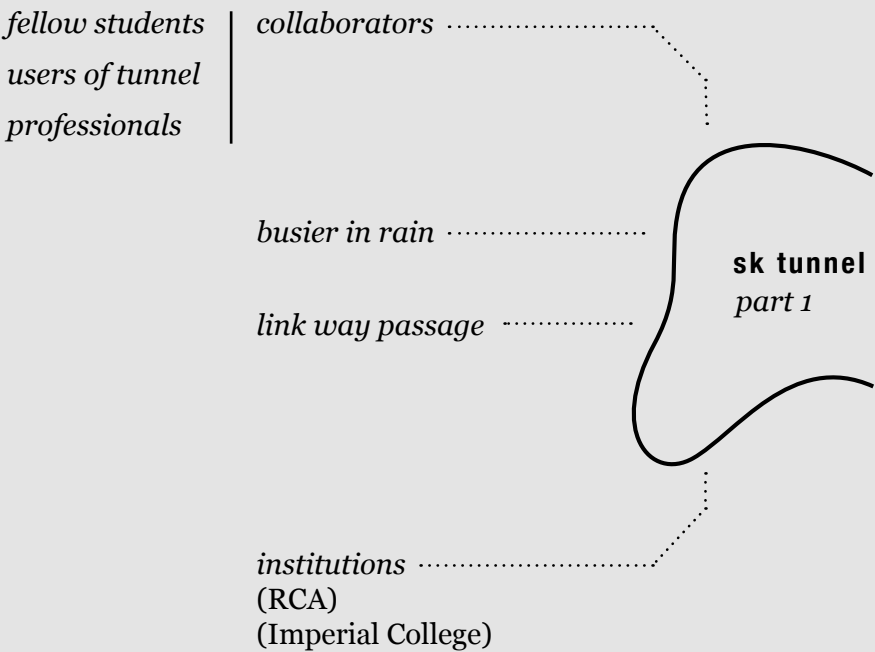 fellow students
users of tunnel
professionals
collaborators
busier in rain
link way passage
sk tunnel
part 1
institutions
(RCA)
(Imperial College)